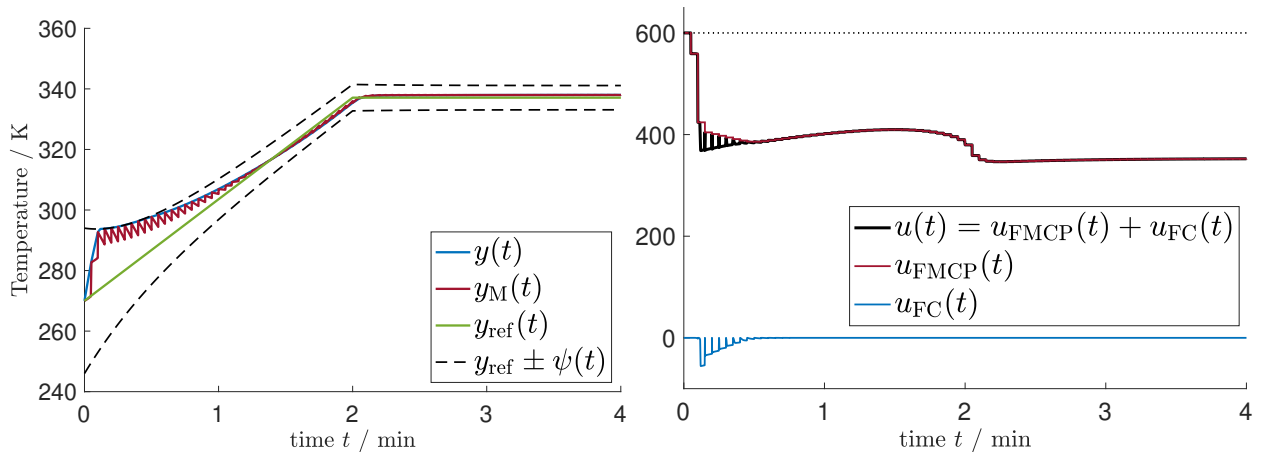 360
340
320
300
280
260
240
Temperature / K
0
1
2
3
4
time t / min
y(t)
y_M(t)
y_ref(t)
y_ref ± ψ(t)
600
400
200
0
0
1
2
3
4
time t / min
u(t) = u_FMCP(t) + u_FC(t)
u_FMCP(t)
u_FC(t)